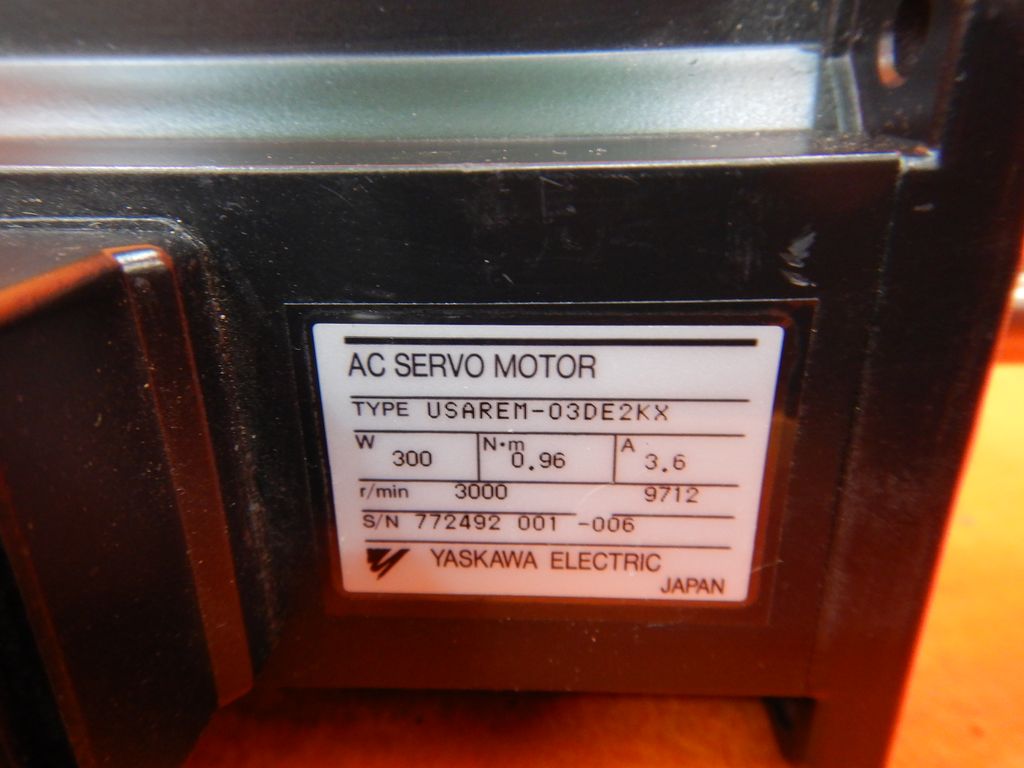 AC SERVO MOTOR
TYPE USAREM-03DE2KX
W 300 N·m 0.96 A 3.6
r/min 3000 9712
S/N 772492 001 -006
YASKAWA ELECTRIC
JAPAN